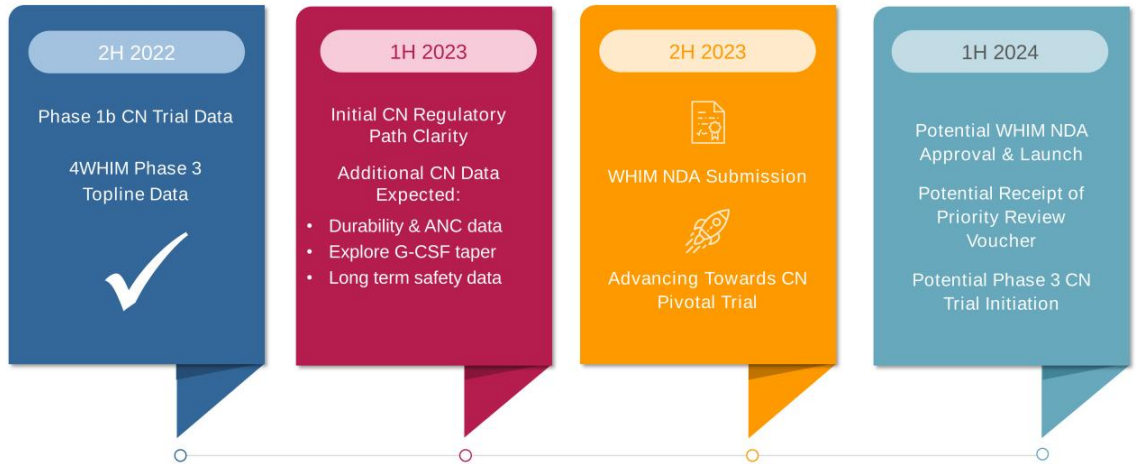 2H 2022
Phase 1b CN Trial Data
4WHIM Phase 3
Topline Data
1H 2023
Initial CN Regulatory
Path Clarity
Additional CN Data
Expected:
• Durability & ANC data
• Explore G-CSF taper
• Long term safety data
2H 2023
WHIM NDA Submission
Advancing Towards CN
Pivotal Trial
1H 2024
Potential WHIM NDA
Approval & Launch
Potential Receipt of
Priority Review
Voucher
Potential Phase 3 CN
Trial Initiation